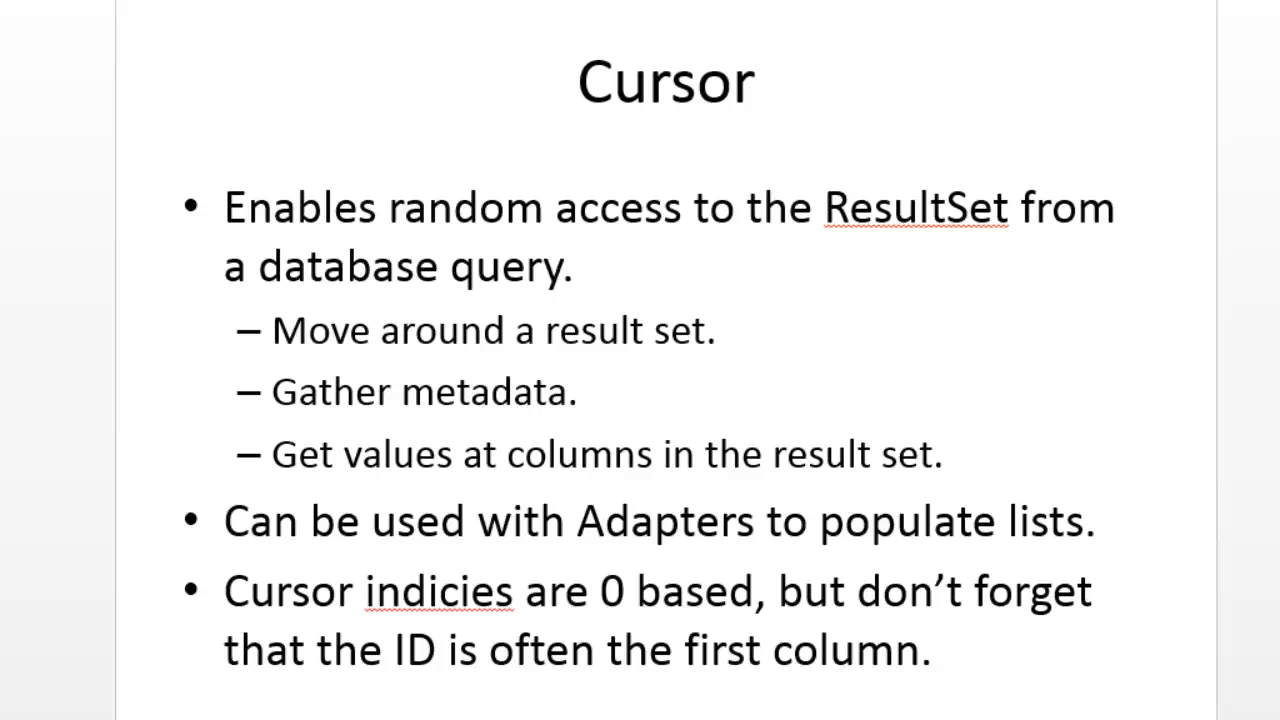 Cursor
• Enables random access to the ResultSet from
a database query.
– Move around a result set.
– Gather metadata.
– Get values at columns in the result set.
• Can be used with Adapters to populate lists.
• Cursor indicies are 0 based, but don’t forget
that the ID is often the first column.